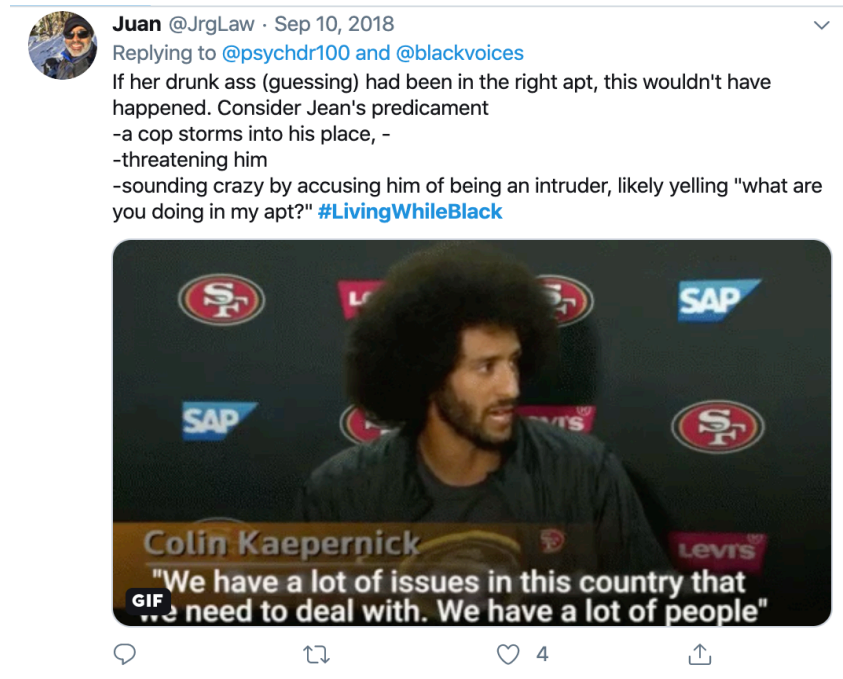 Juan @JrgLaw · Sep 10, 2018
Replying to @psychdr100 and @blackvoices
If her drunk ass (guessing) had been in the right apt, this wouldn't have
happened. Consider Jean's predicament
-a cop storms into his place, -
-threatening him
-sounding crazy by accusing him of being an intruder, likely yelling "what are
you doing in my apt?" #LivingWhileBlack
SF
SF
SAP
SAP
SF
Colin Kaepernick
LEVI'S
"We have a lot of issues in this country that
GIF we need to deal with. We have a lot of people"
4